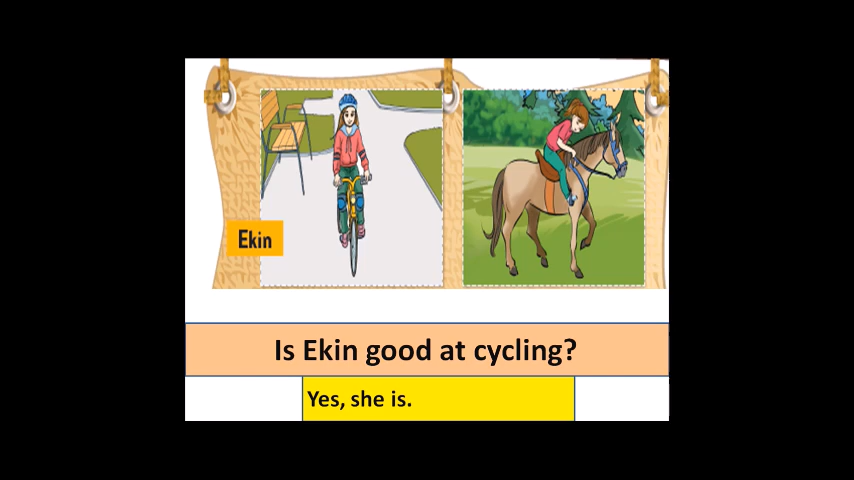 Ekin
Is Ekin good at cycling?
Yes, she is.